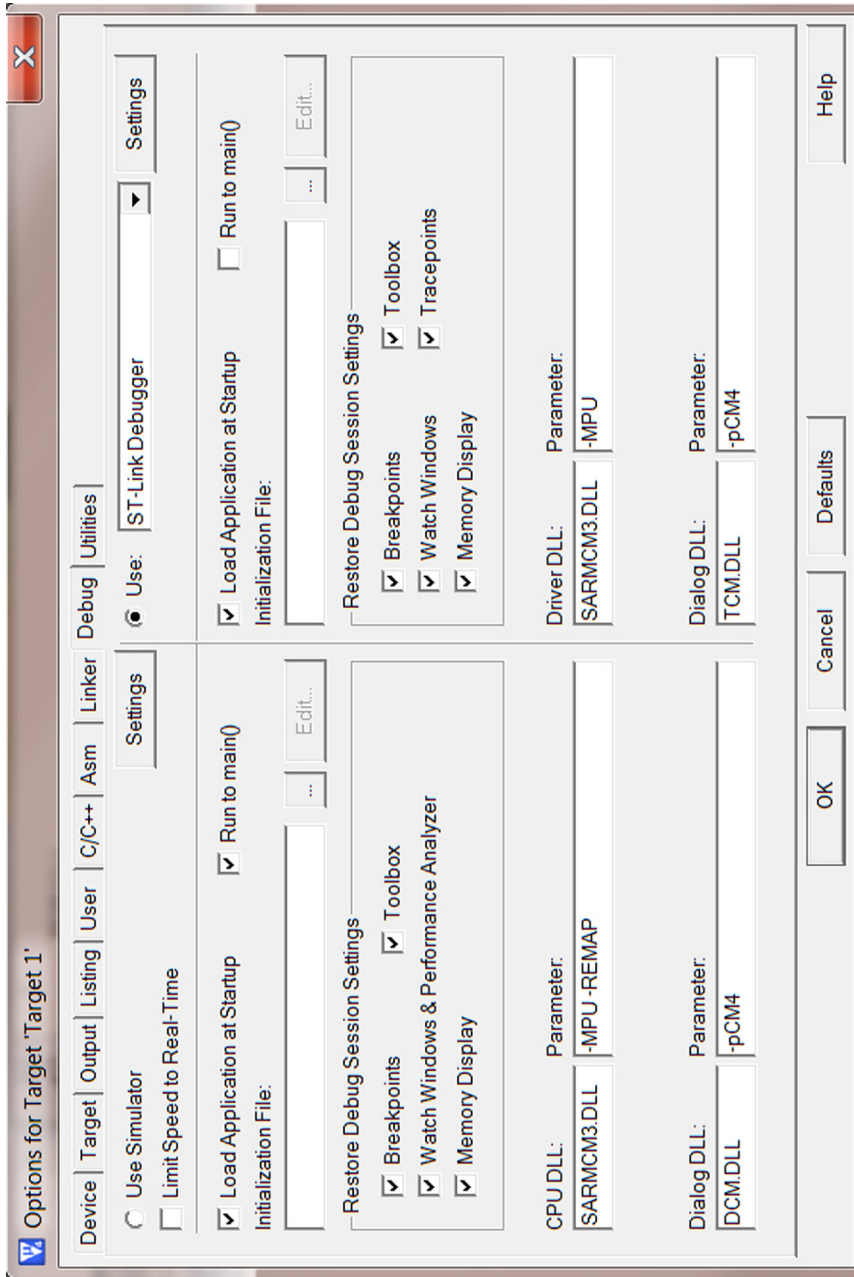 Options for Target 'Target 1'
X
Device Target Output Listing User C/C++ Asm Linker Debug Utilities
Use Simulator
Settings
Limit Speed to Real-Time
Use: ST-Link Debugger
Settings
Load Application at Startup
Run to main()
Initialization File:
...
Edit...
Restore Debug Session Settings
Breakpoints
Toolbox
Watch Windows & Performance Analyzer
Memory Display
CPU DLL:
Parameter:
SARMCM3.DLL
-MPU -REMAP
Dialog DLL:
Parameter:
DCM.DLL
-pCM4
Load Application at Startup
Run to main()
Initialization File:
...
Edit...
Restore Debug Session Settings
Breakpoints
Toolbox
Watch Windows
Tracepoints
Memory Display
Driver DLL:
Parameter:
SARMCM3.DLL
-MPU
Dialog DLL:
Parameter:
TCM.DLL
-pCM4
OK
Cancel
Defaults
Help